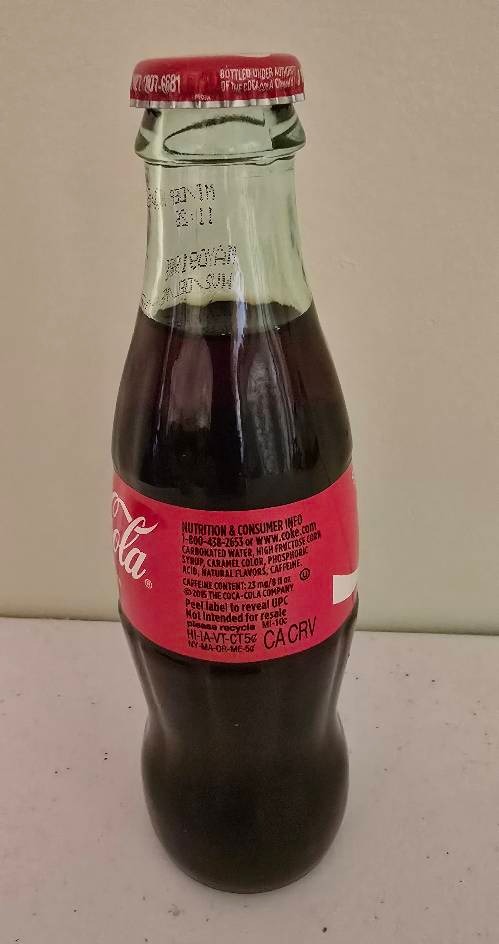 BOTTLED UNDER AUTHORITY
OF THE COCA-COLA COMPANY
ola®
NUTRITION & CONSUMER INFO
1-800-438-2653 or www.coke.com
CARBONATED WATER, HIGH FRUCTOSE CORN
SYRUP, CARAMEL COLOR, PHOSPHORIC
ACID, NATURAL FLAVORS, CAFFEINE.
CAFFEINE CONTENT: 23 mg/8 fl oz
© 2015 THE COCA-COLA COMPANY
Peel label to reveal UPC
Not intended for resale
please recycle MI-10¢
HI-IA-VT-CT 5¢ CA CRV
NY-MA-OR-ME-5¢